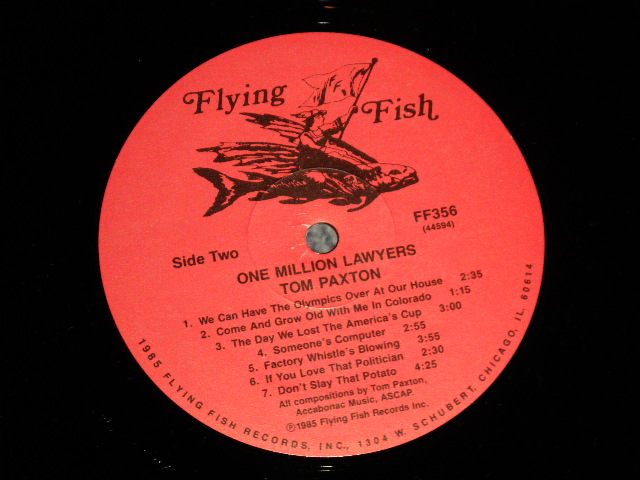 Flying Fish
FF356
(44594)
Side Two
ONE MILLION LAWYERS
TOM PAXTON
1. We Can Have The Olympics Over At Our House 2:35
2. Come And Grow Old With Me In Colorado 1:15
3. The Day We Lost The America's Cup 3:00
4. Someone's Computer 2:55
5. Factory Whistle's Blowing 3:55
6. If You Love That Politician 2:30
7. Don't Slay That Potato 4:25
All compositions by Tom Paxton,
Accabonac Music, ASCAP.
Ⓟ1985 Flying Fish Records Inc.
1985 FLYING FISH RECORDS, INC., 1304 W. SCHUBERT, CHICAGO, IL. 60614